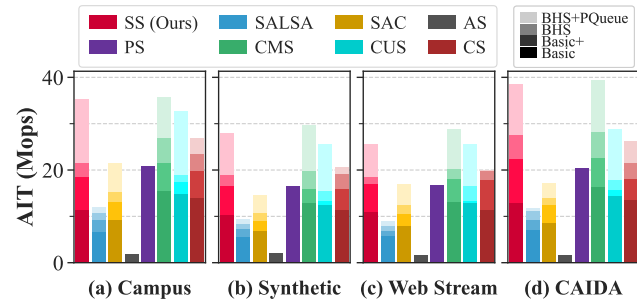 SS (Ours) SALSA SAC AS
PS CMS CUS CS
BHS+PQueue
BHS
Basic+
Basic
AIT (Mops)
40
20
0
(a) Campus (b) Synthetic (c) Web Stream (d) CAIDA